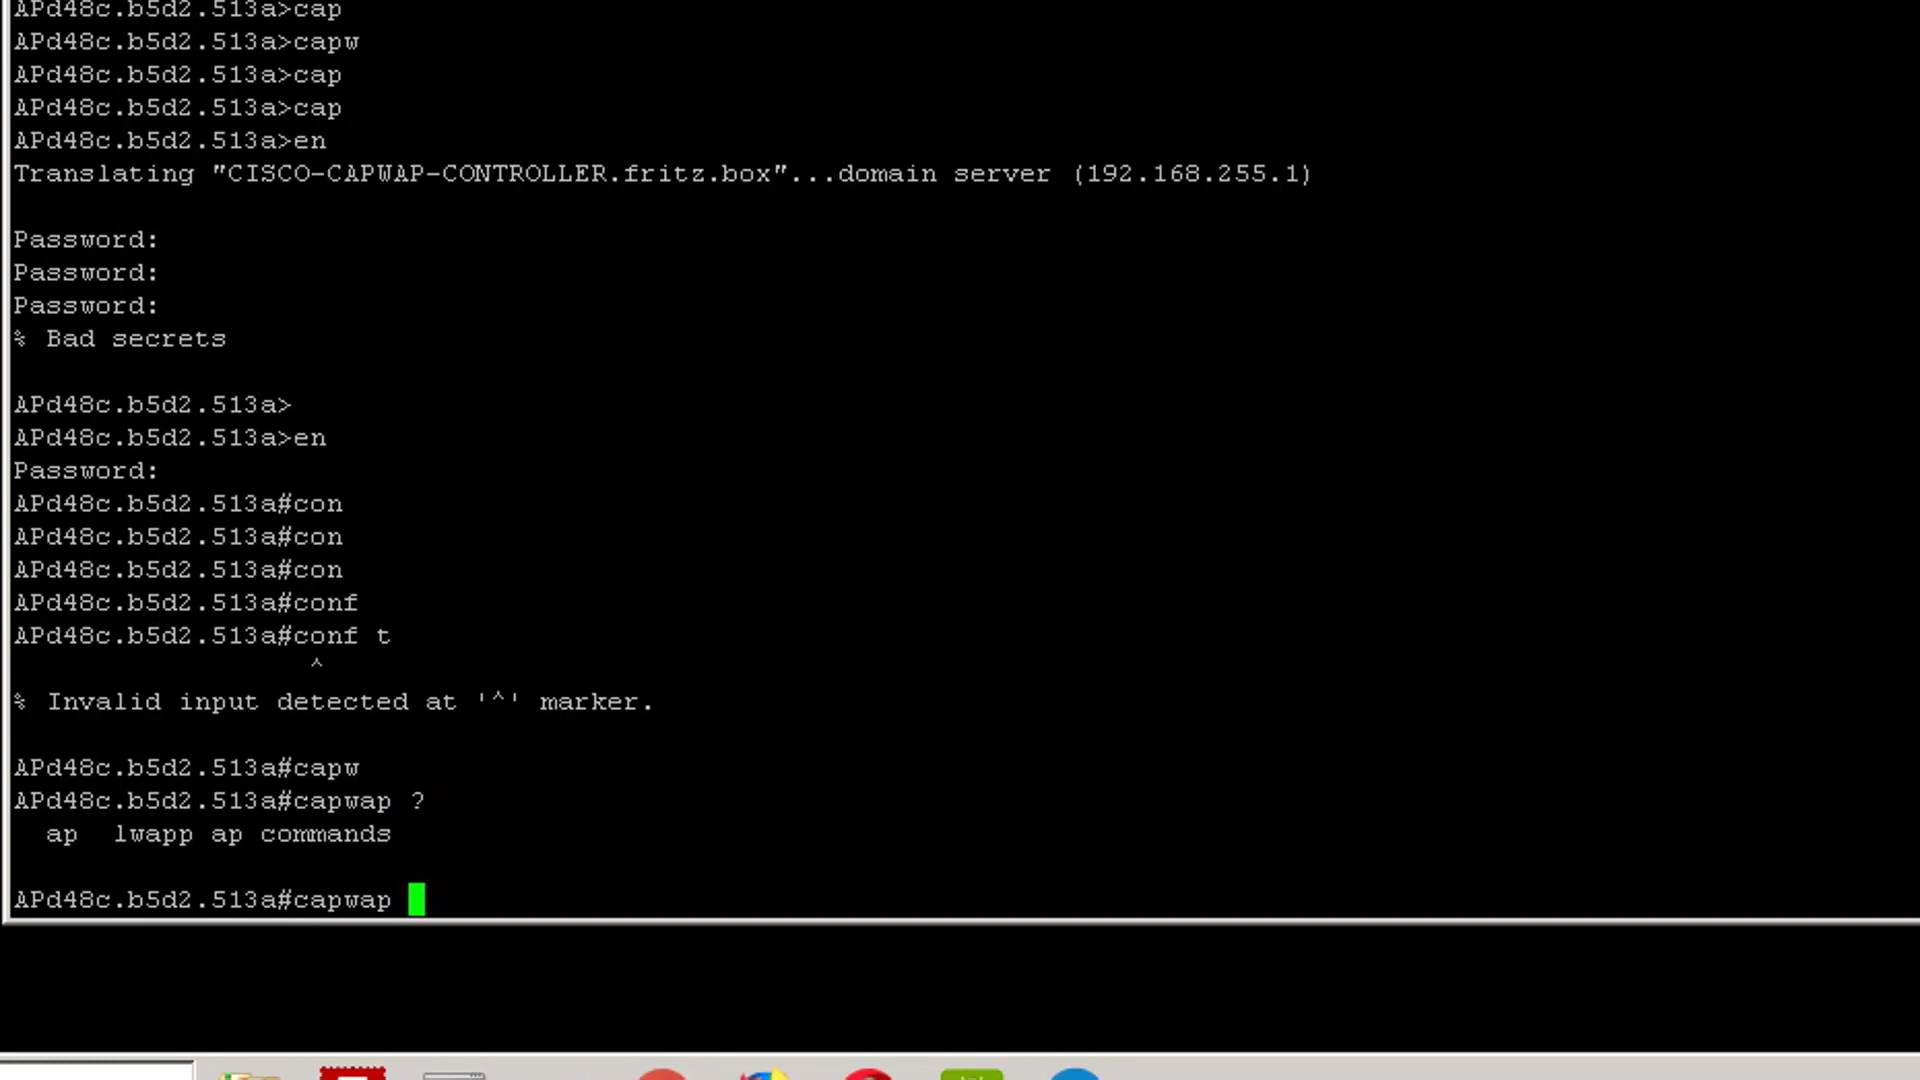 APd48c.b5d2.513a>cap
APd48c.b5d2.513a>capw
APd48c.b5d2.513a>cap
APd48c.b5d2.513a>cap
APd48c.b5d2.513a>en
Translating "CISCO-CAPWAP-CONTROLLER.fritz.box"...domain server (192.168.255.1)
Password:
Password:
Password:
% Bad secrets
APd48c.b5d2.513a>
APd48c.b5d2.513a>en
Password:
APd48c.b5d2.513a#con
APd48c.b5d2.513a#con
APd48c.b5d2.513a#con
APd48c.b5d2.513a#conf
APd48c.b5d2.513a#conf t
^
% Invalid input detected at '^' marker.
APd48c.b5d2.513a#capw
APd48c.b5d2.513a#capwap ?
ap lwapp ap commands
APd48c.b5d2.513a#capwap